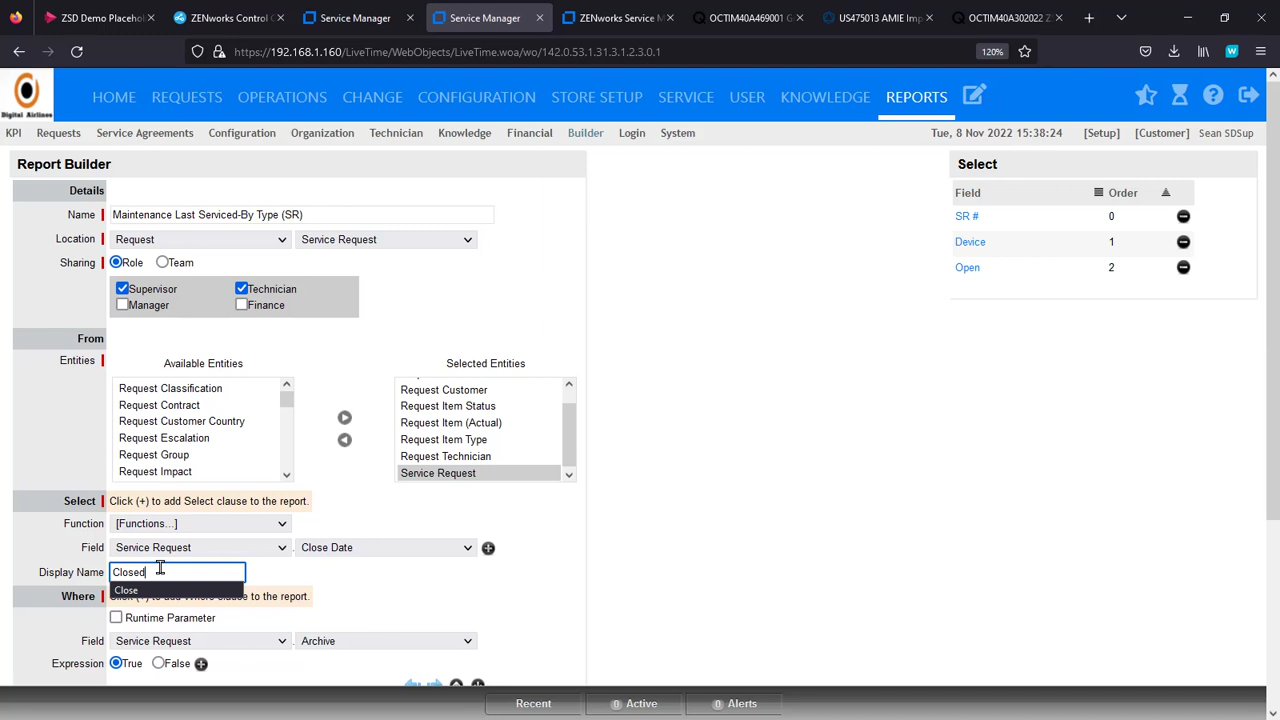 ZSD Demo Placehol
ZENworks Control C
Service Manager
Service Manager
ZENworks Service M
OCTIM40A469001 G
US475013 AMIE Imp
OCTIM40A302022 Z
https://192.168.1.160/LiveTime/WebObjects/LiveTime.woa/wo/142.0.53.1.31.3.1.2.3.0.1
120%
Digital Airlines
HOME REQUESTS OPERATIONS CHANGE CONFIGURATION STORE SETUP SERVICE USER KNOWLEDGE REPORTS
KPI Requests Service Agreements Configuration Organization Technician Knowledge Financial Builder Login System
Tue, 8 Nov 2022 15:38:24 [Setup] [Customer] Sean SDSup
Report Builder
Details
Name Maintenance Last Serviced-By Type (SR)
Location Request Service Request
Sharing Role Team
Supervisor Technician
Manager Finance
From
Entities
Available Entities
Request Classification
Request Contract
Request Customer Country
Request Escalation
Request Group
Request Impact
Selected Entities
Request Customer
Request Item Status
Request Item (Actual)
Request Item Type
Request Technician
Service Request
Select Click (+) to add Select clause to the report.
Function [Functions...]
Field Service Request . Close Date
Display Name Closed
Close
Where Click (+) to add Where clause to the report.
Runtime Parameter
Field Service Request . Archive
Expression True False
Select
Field Order
SR # 0
Device 1
Open 2
Recent 0 Active 0 Alerts